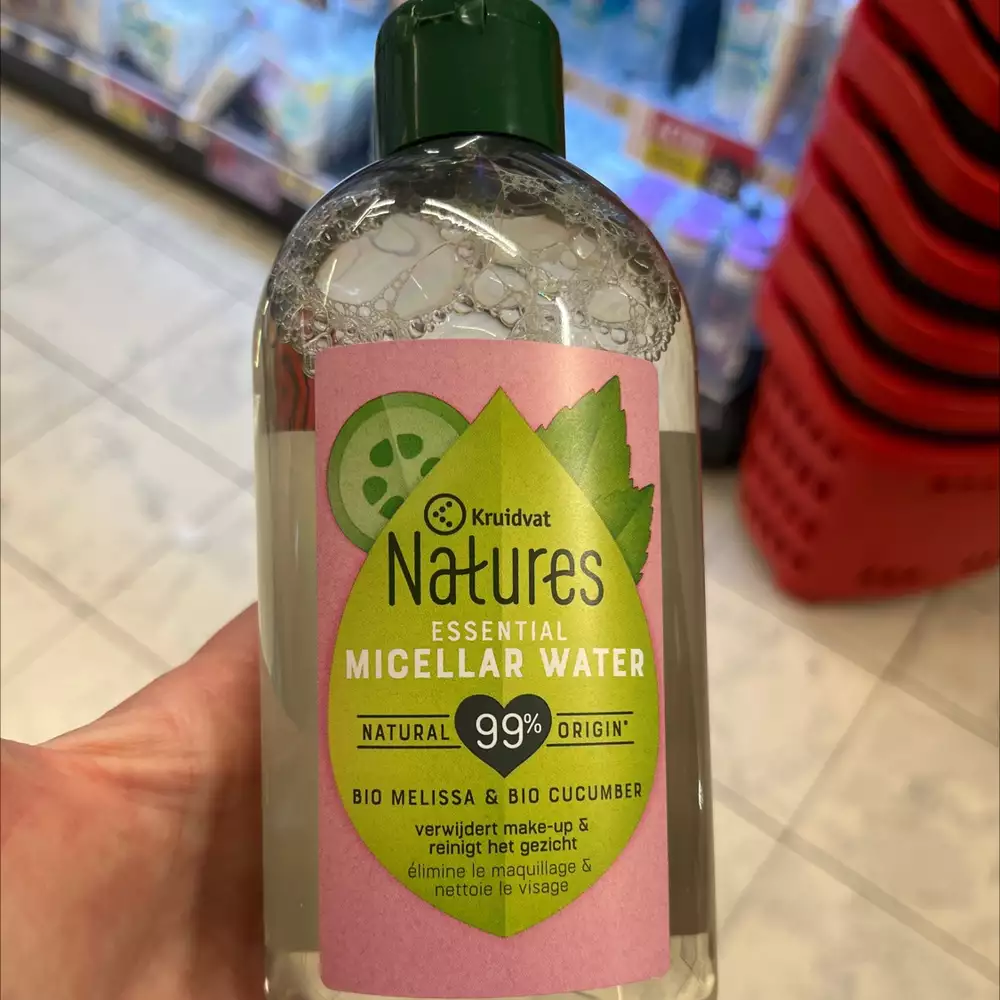 Kruidvat
Natures
ESSENTIAL
MICELLAR WATER
NATURAL 99% ORIGIN*
BIO MELISSA & BIO CUCUMBER
verwijdert make-up &
reinigt het gezicht
élimine le maquillage &
nettoie le visage